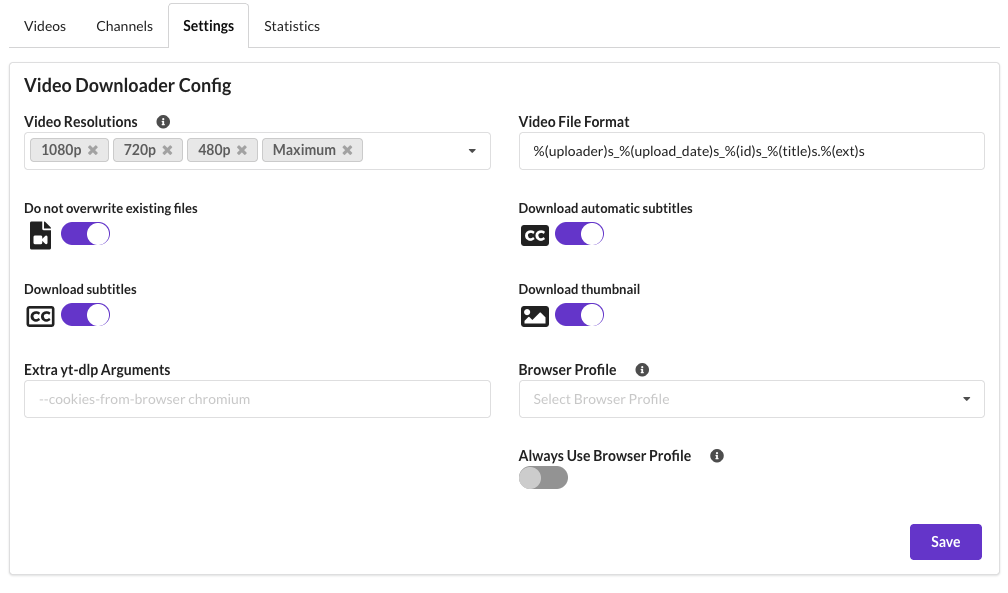 Videos Channels Settings Statistics
Video Downloader Config
Video Resolutions
1080p 720p 480p Maximum
Video File Format
%(uploader)s_%(upload_date)s_%(id)s_%(title)s.%(ext)s
Do not overwrite existing files
Download automatic subtitles
CC
Download subtitles
CC
Download thumbnail
Extra yt-dlp Arguments
--cookies-from-browser chromium
Browser Profile
Select Browser Profile
Always Use Browser Profile
Save